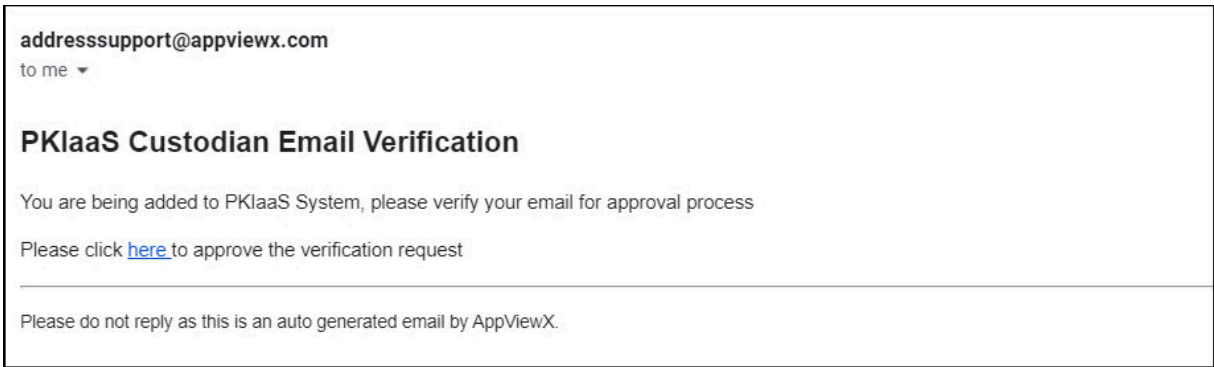 addresssupport@appviewx.com
to me
PKIaaS Custodian Email Verification
You are being added to PKIaaS System, please verify your email for approval process
Please click here to approve the verification request
Please do not reply as this is an auto generated email by AppViewX.